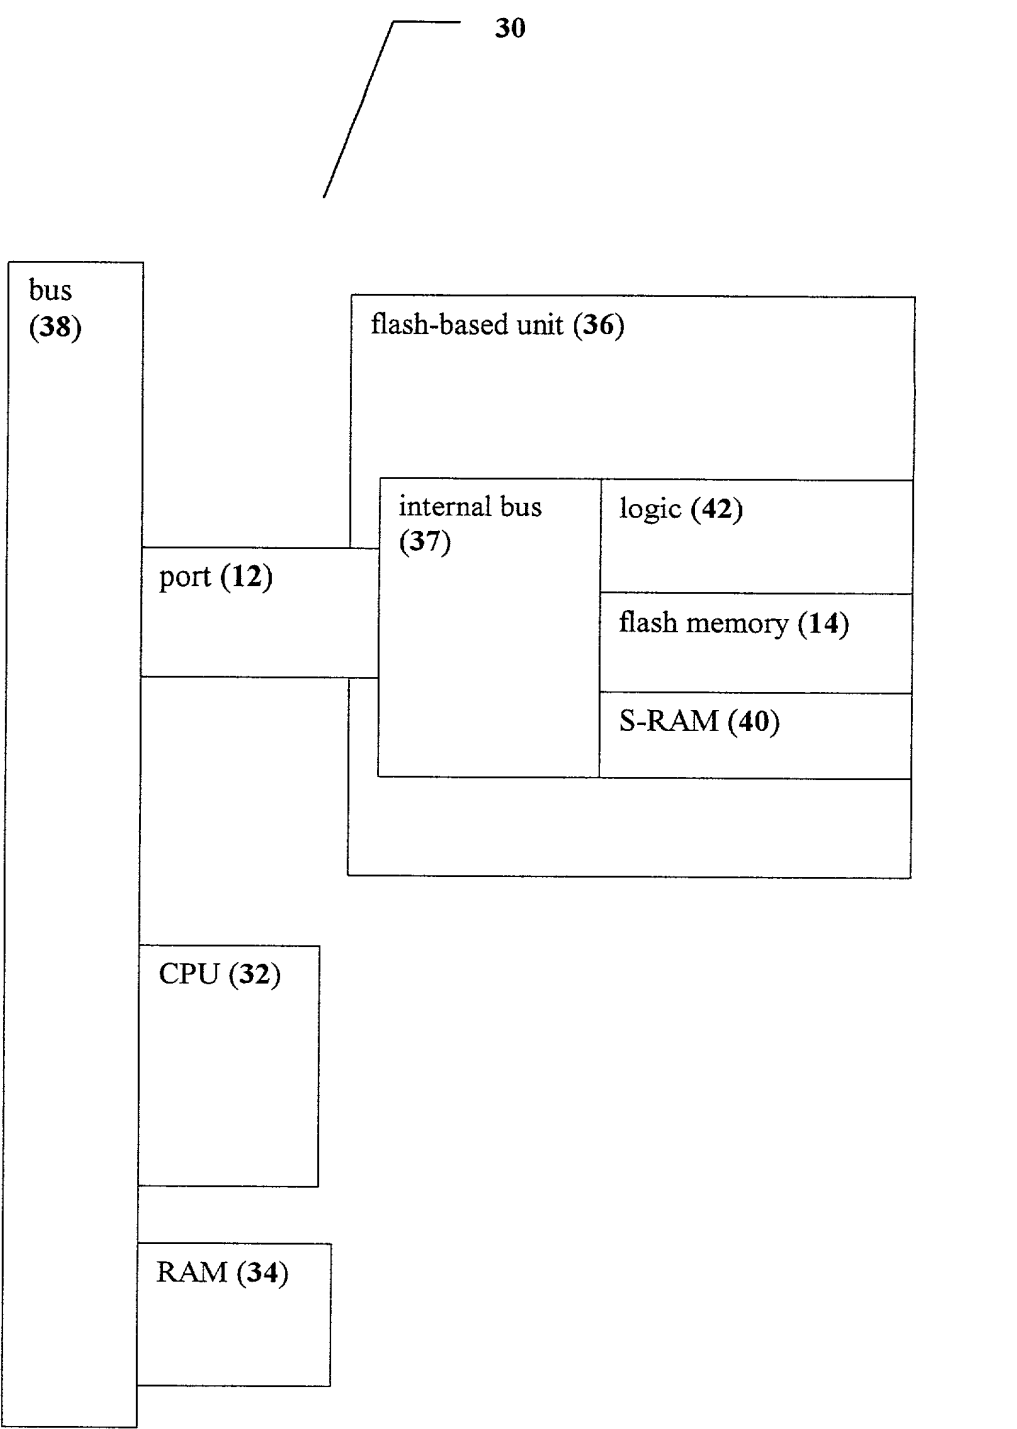 30
bus
(38)
flash-based unit (36)
internal bus
(37)
logic (42)
port (12)
flash memory (14)
S-RAM (40)
CPU (32)
RAM (34)